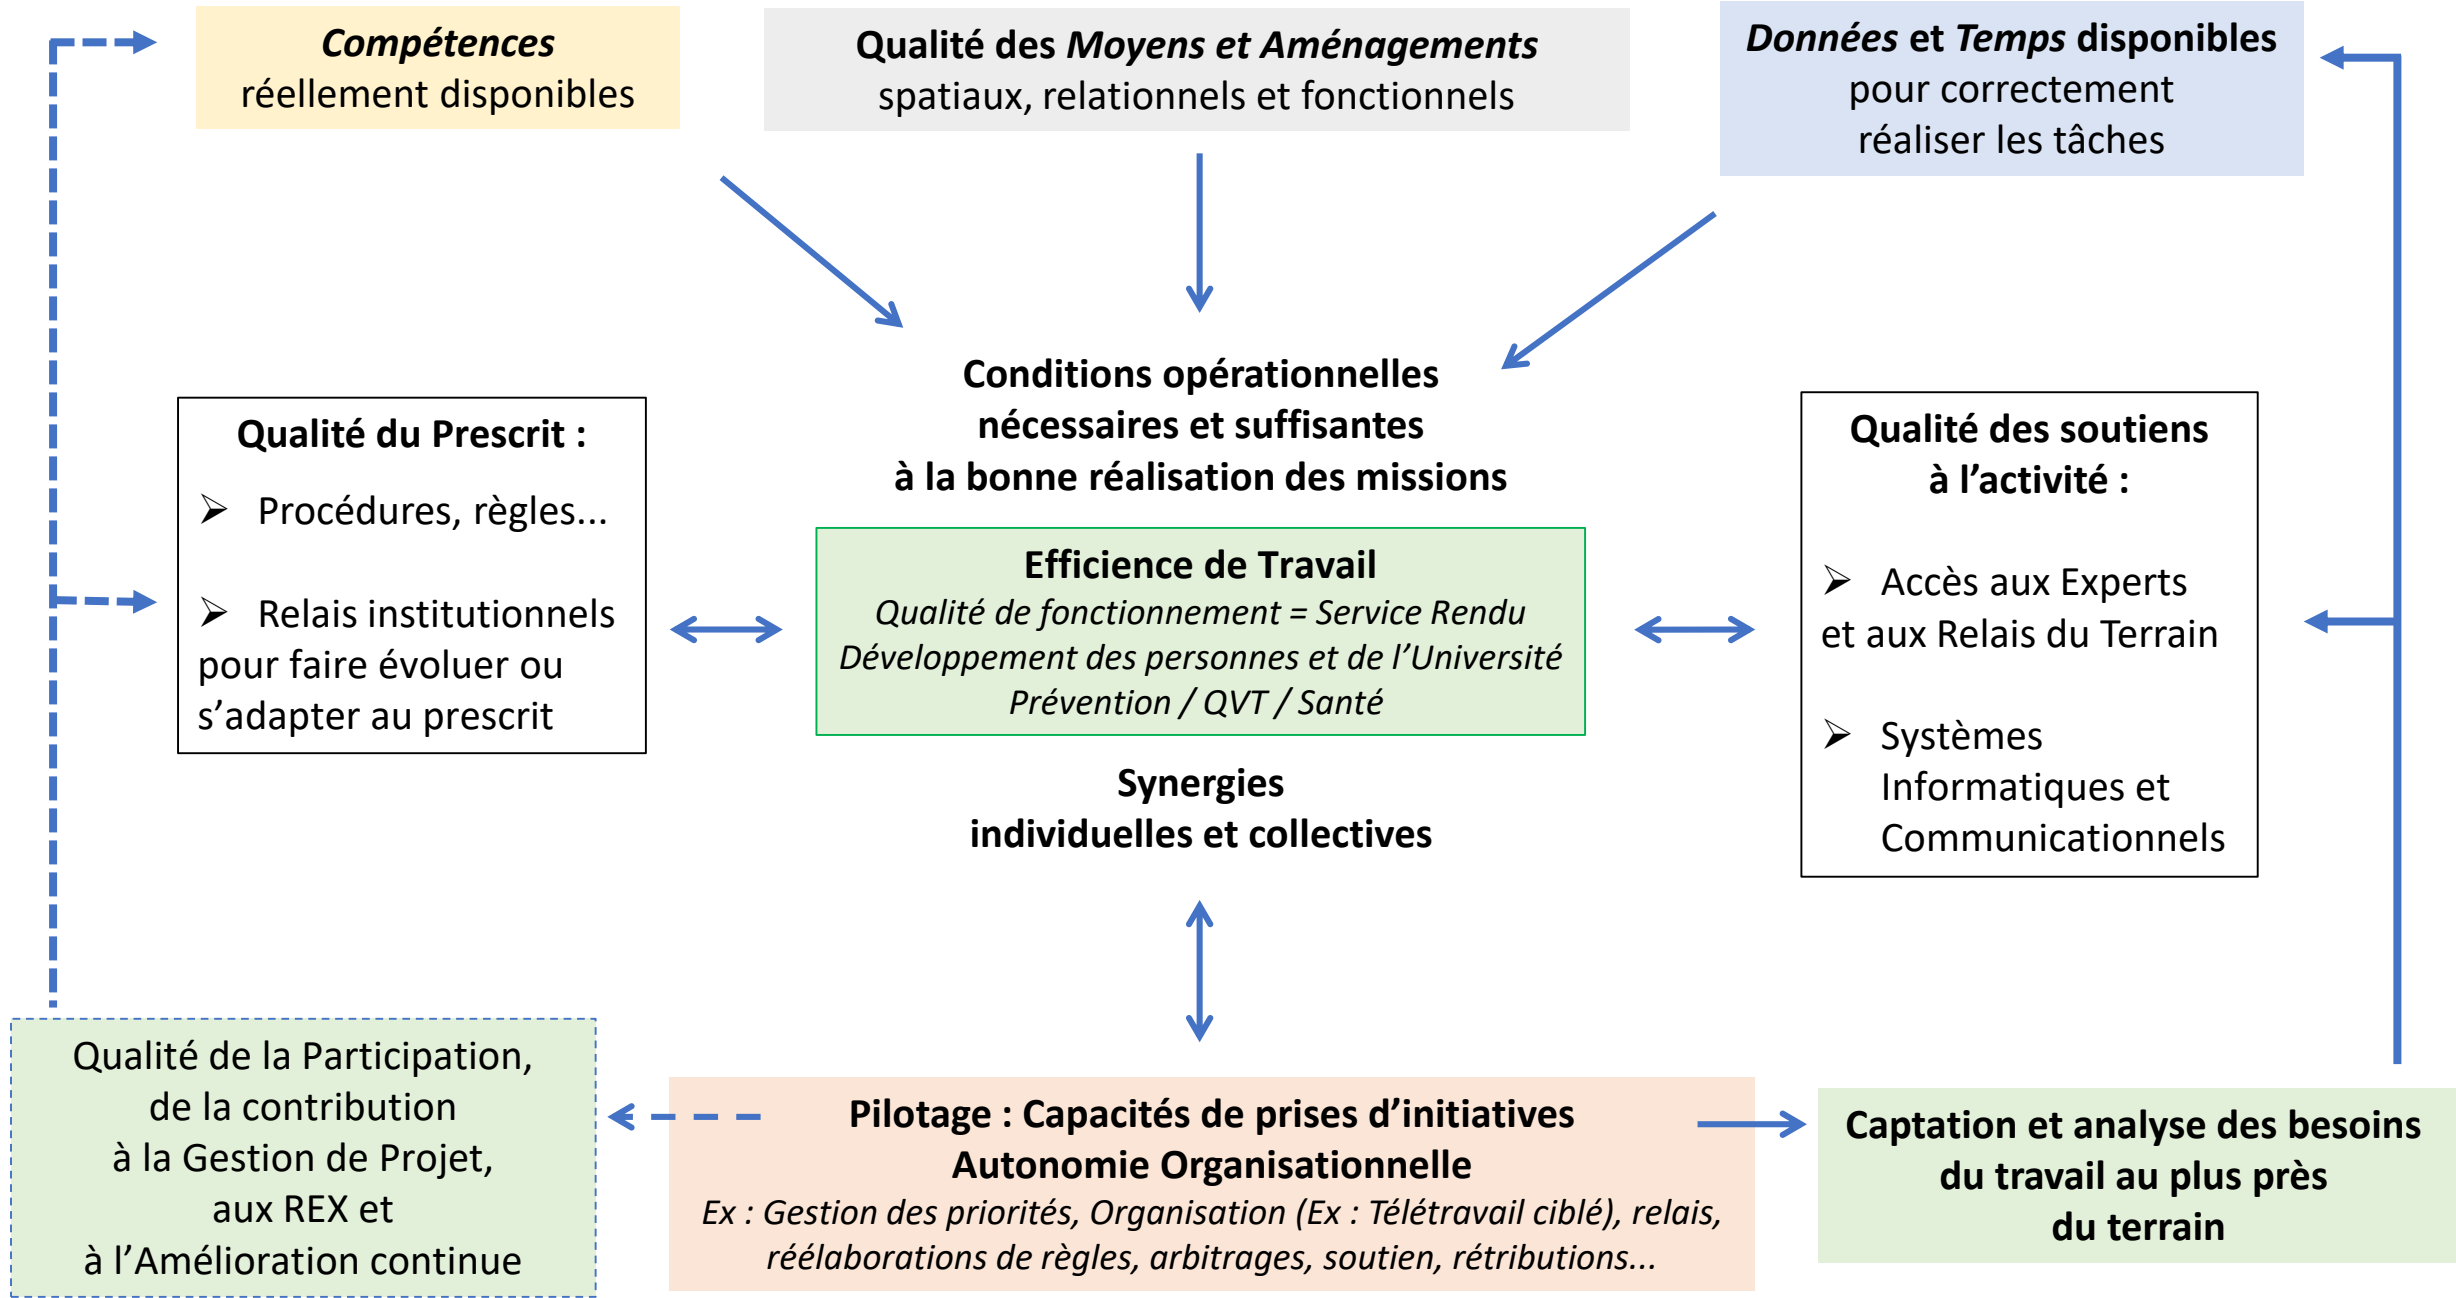 Compétences
réellement disponibles
Qualité des Moyens et Aménagements
spatiaux, relationnels et fonctionnels
Données et Temps disponibles
pour correctement
réaliser les tâches
Conditions opérationnelles
nécessaires et suffisantes
à la bonne réalisation des missions
Qualité du Prescrit :
➢ Procédures, règles...
➢ Relais institutionnels
pour faire évoluer ou
s’adapter au prescrit
Efficience de Travail
Qualité de fonctionnement = Service Rendu
Développement des personnes et de l’Université
Prévention / QVT / Santé
Synergies
individuelles et collectives
Qualité des soutiens
à l’activité :
➢ Accès aux Experts
et aux Relais du Terrain
➢ Systèmes
Informatiques et
Communicationnels
Qualité de la Participation,
de la contribution
à la Gestion de Projet,
aux REX et
à l’Amélioration continue
Pilotage : Capacités de prises d’initiatives
Autonomie Organisationnelle
Ex : Gestion des priorités, Organisation (Ex : Télétravail ciblé), relais,
réélaborations de règles, arbitrages, soutien, rétributions...
Captation et analyse des besoins
du travail au plus près
du terrain